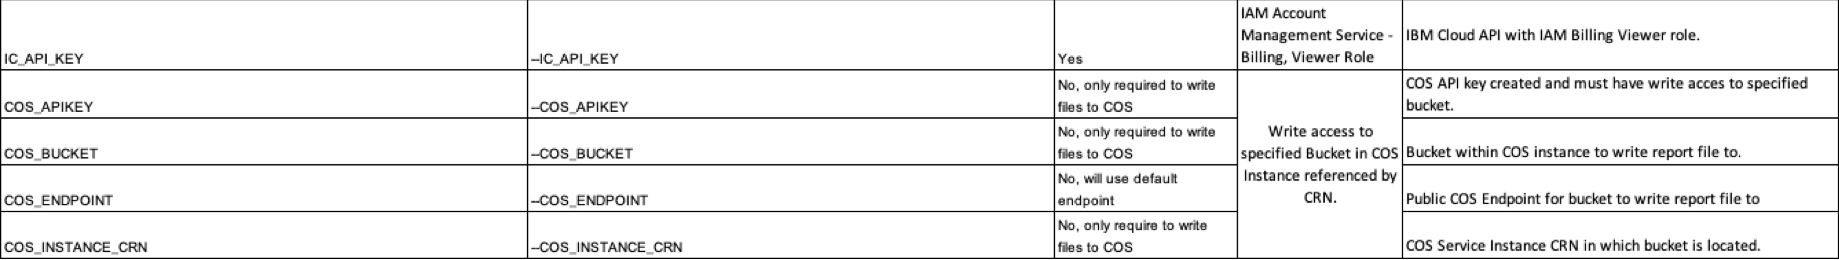 IC_API_KEY
--IC_API_KEY
Yes
IAM Account
Management Service -
Billing, Viewer Role
IBM Cloud API with IAM Billing Viewer role.
COS_APIKEY
--COS_APIKEY
No, only required to write
files to COS
Write access to
specified Bucket in COS
Instance referenced by
CRN.
COS API key created and must have write acces to specified
bucket.
COS_BUCKET
--COS_BUCKET
No, only required to write
files to COS
Bucket within COS instance to write report file to.
COS_ENDPOINT
--COS_ENDPOINT
No, will use default
endpoint
Public COS Endpoint for bucket to write report file to
COS_INSTANCE_CRN
--COS_INSTANCE_CRN
No, only require to write
files to COS
COS Service Instance CRN in which bucket is located.